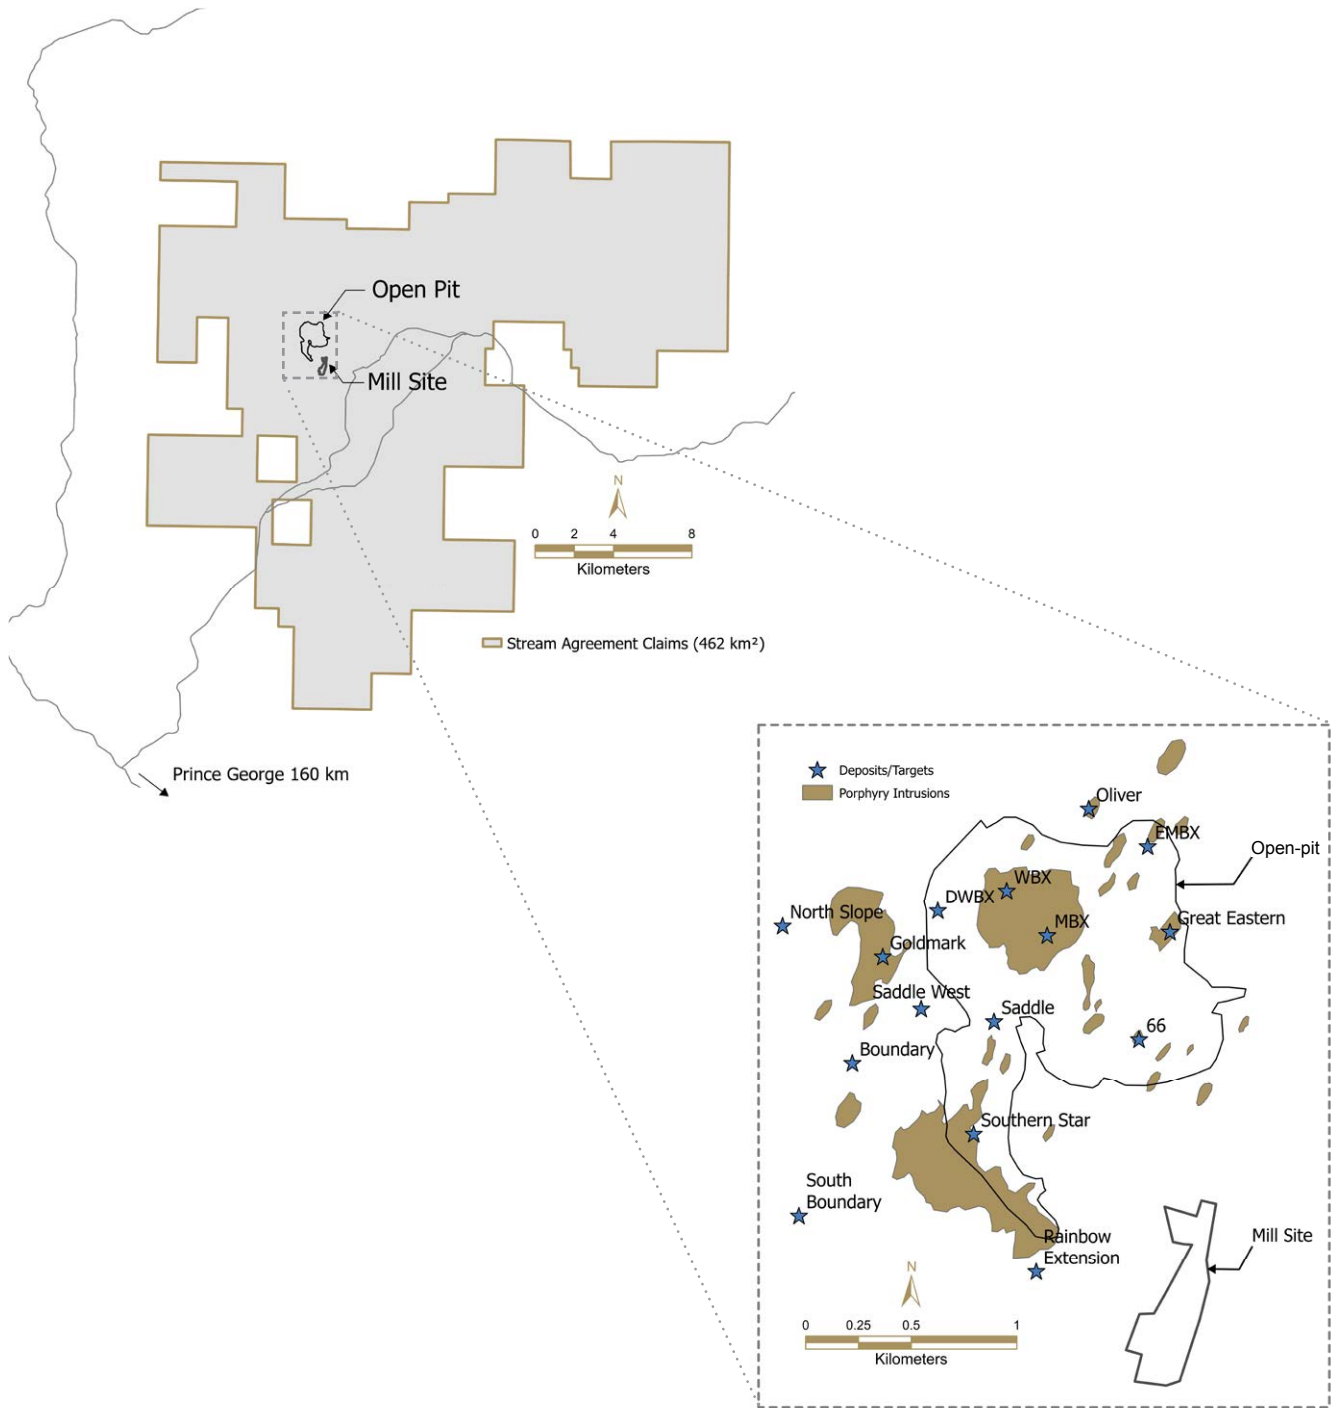 Open Pit
Mill Site
N
0 2 4 8
Kilometers
Stream Agreement Claims (462 km²)
Prince George 160 km
Deposits/Targets
Porphyry Intrusions
Oliver
EMBX
Open-pit
WBX
DWBX
North Slope
MBX
Great Eastern
Goldmark
Saddle West
Saddle
66
Boundary
Southern Star
South
Boundary
Rainbow
Extension
Mill Site
N
0 0.25 0.5 1
Kilometers